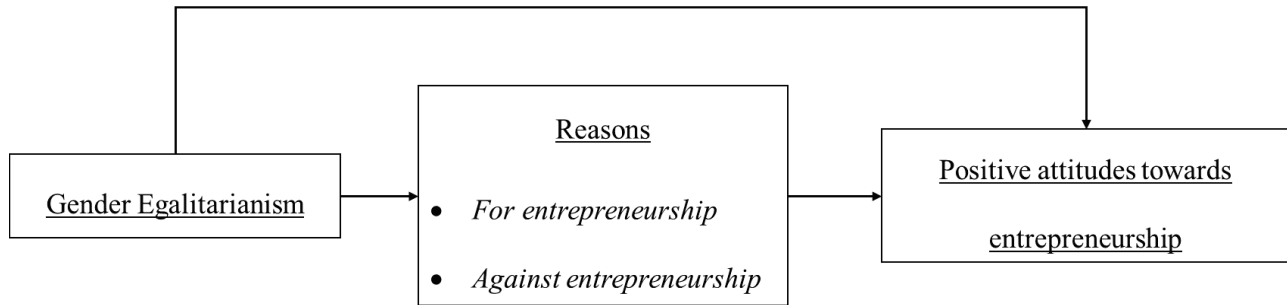 Gender Egalitarianism
Reasons
• For entrepreneurship
• Against entrepreneurship
Positive attitudes towards
entrepreneurship